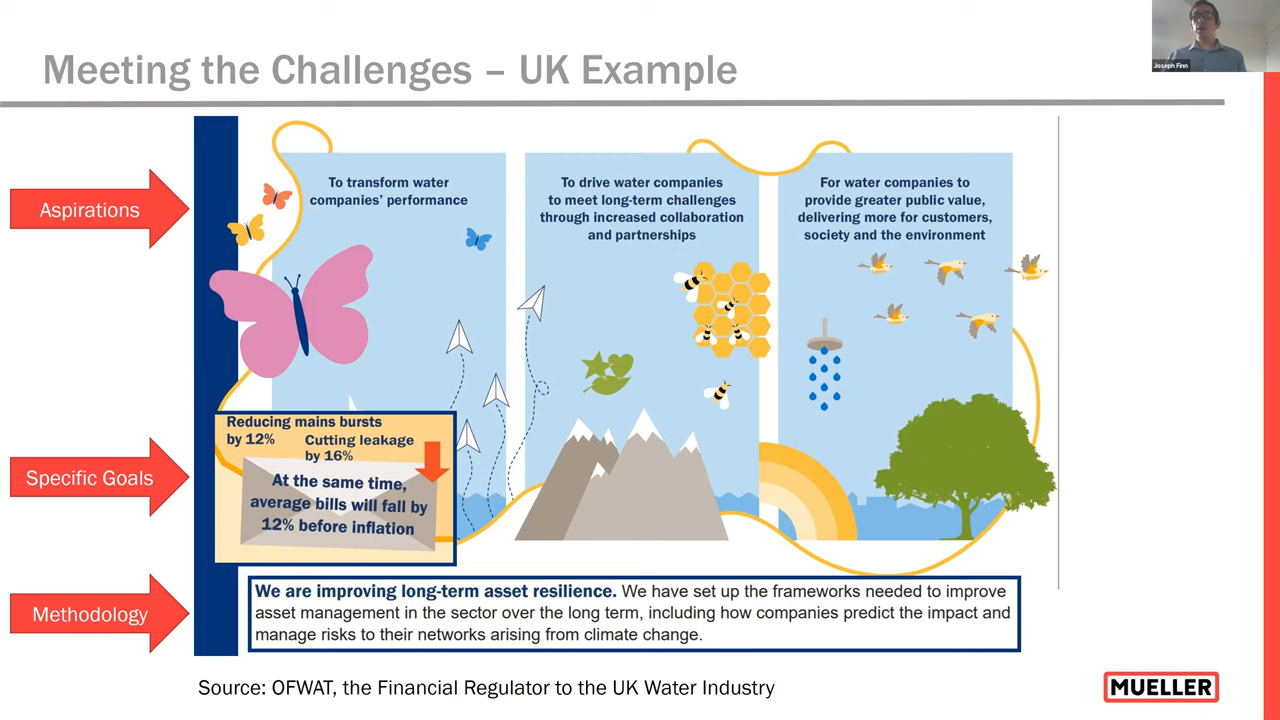 Meeting the Challenges – UK Example
Joseph Finn
Aspirations
To transform water
companies’ performance
To drive water companies
to meet long-term challenges
through increased collaboration
and partnerships
For water companies to
provide greater public value,
delivering more for customers,
society and the environment
Specific Goals
Reducing mains bursts
by 12%
Cutting leakage
by 16%
At the same time,
average bills will fall by
12% before inflation
Methodology
We are improving long-term asset resilience. We have set up the frameworks needed to improve
asset management in the sector over the long term, including how companies predict the impact and
manage risks to their networks arising from climate change.
Source: OFWAT, the Financial Regulator to the UK Water Industry
MUELLER